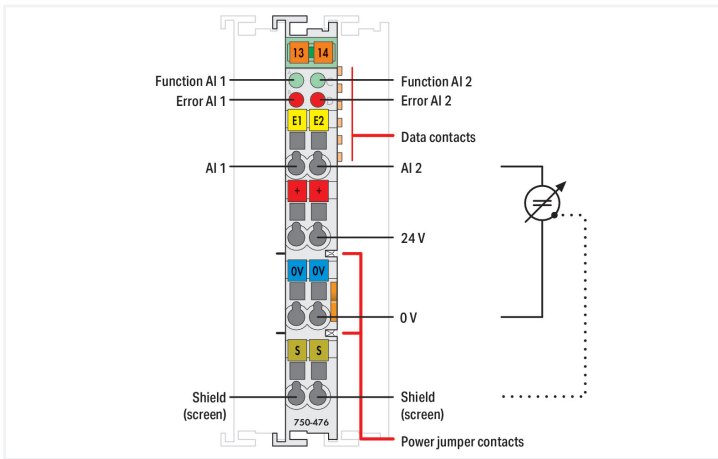 13 14
Function AI 1
Function AI 2
C
Error AI 1
Error AI 2
D
E1 E2
Data contacts
AI 1
AI 2
+ +
24 V
0V 0V
0 V
S S
Shield
(screen)
Shield
(screen)
750-476
Power jumper contacts